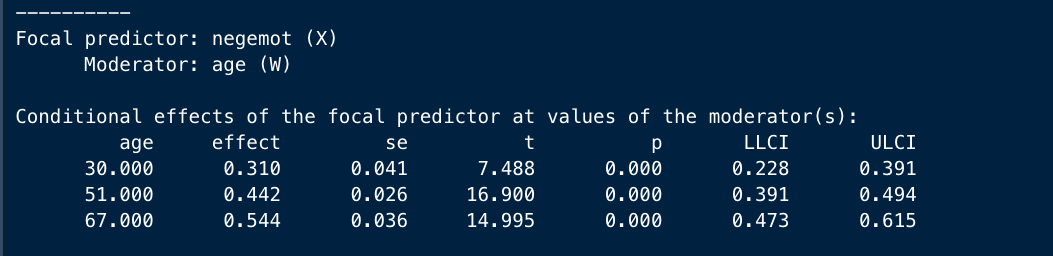 ----------
Focal predictor: negemot (X)
Moderator: age (W)
Conditional effects of the focal predictor at values of the moderator(s):
age effect se t p LLCI ULCI
30.000 0.310 0.041 7.488 0.000 0.228 0.391
51.000 0.442 0.026 16.900 0.000 0.391 0.494
67.000 0.544 0.036 14.995 0.000 0.473 0.615